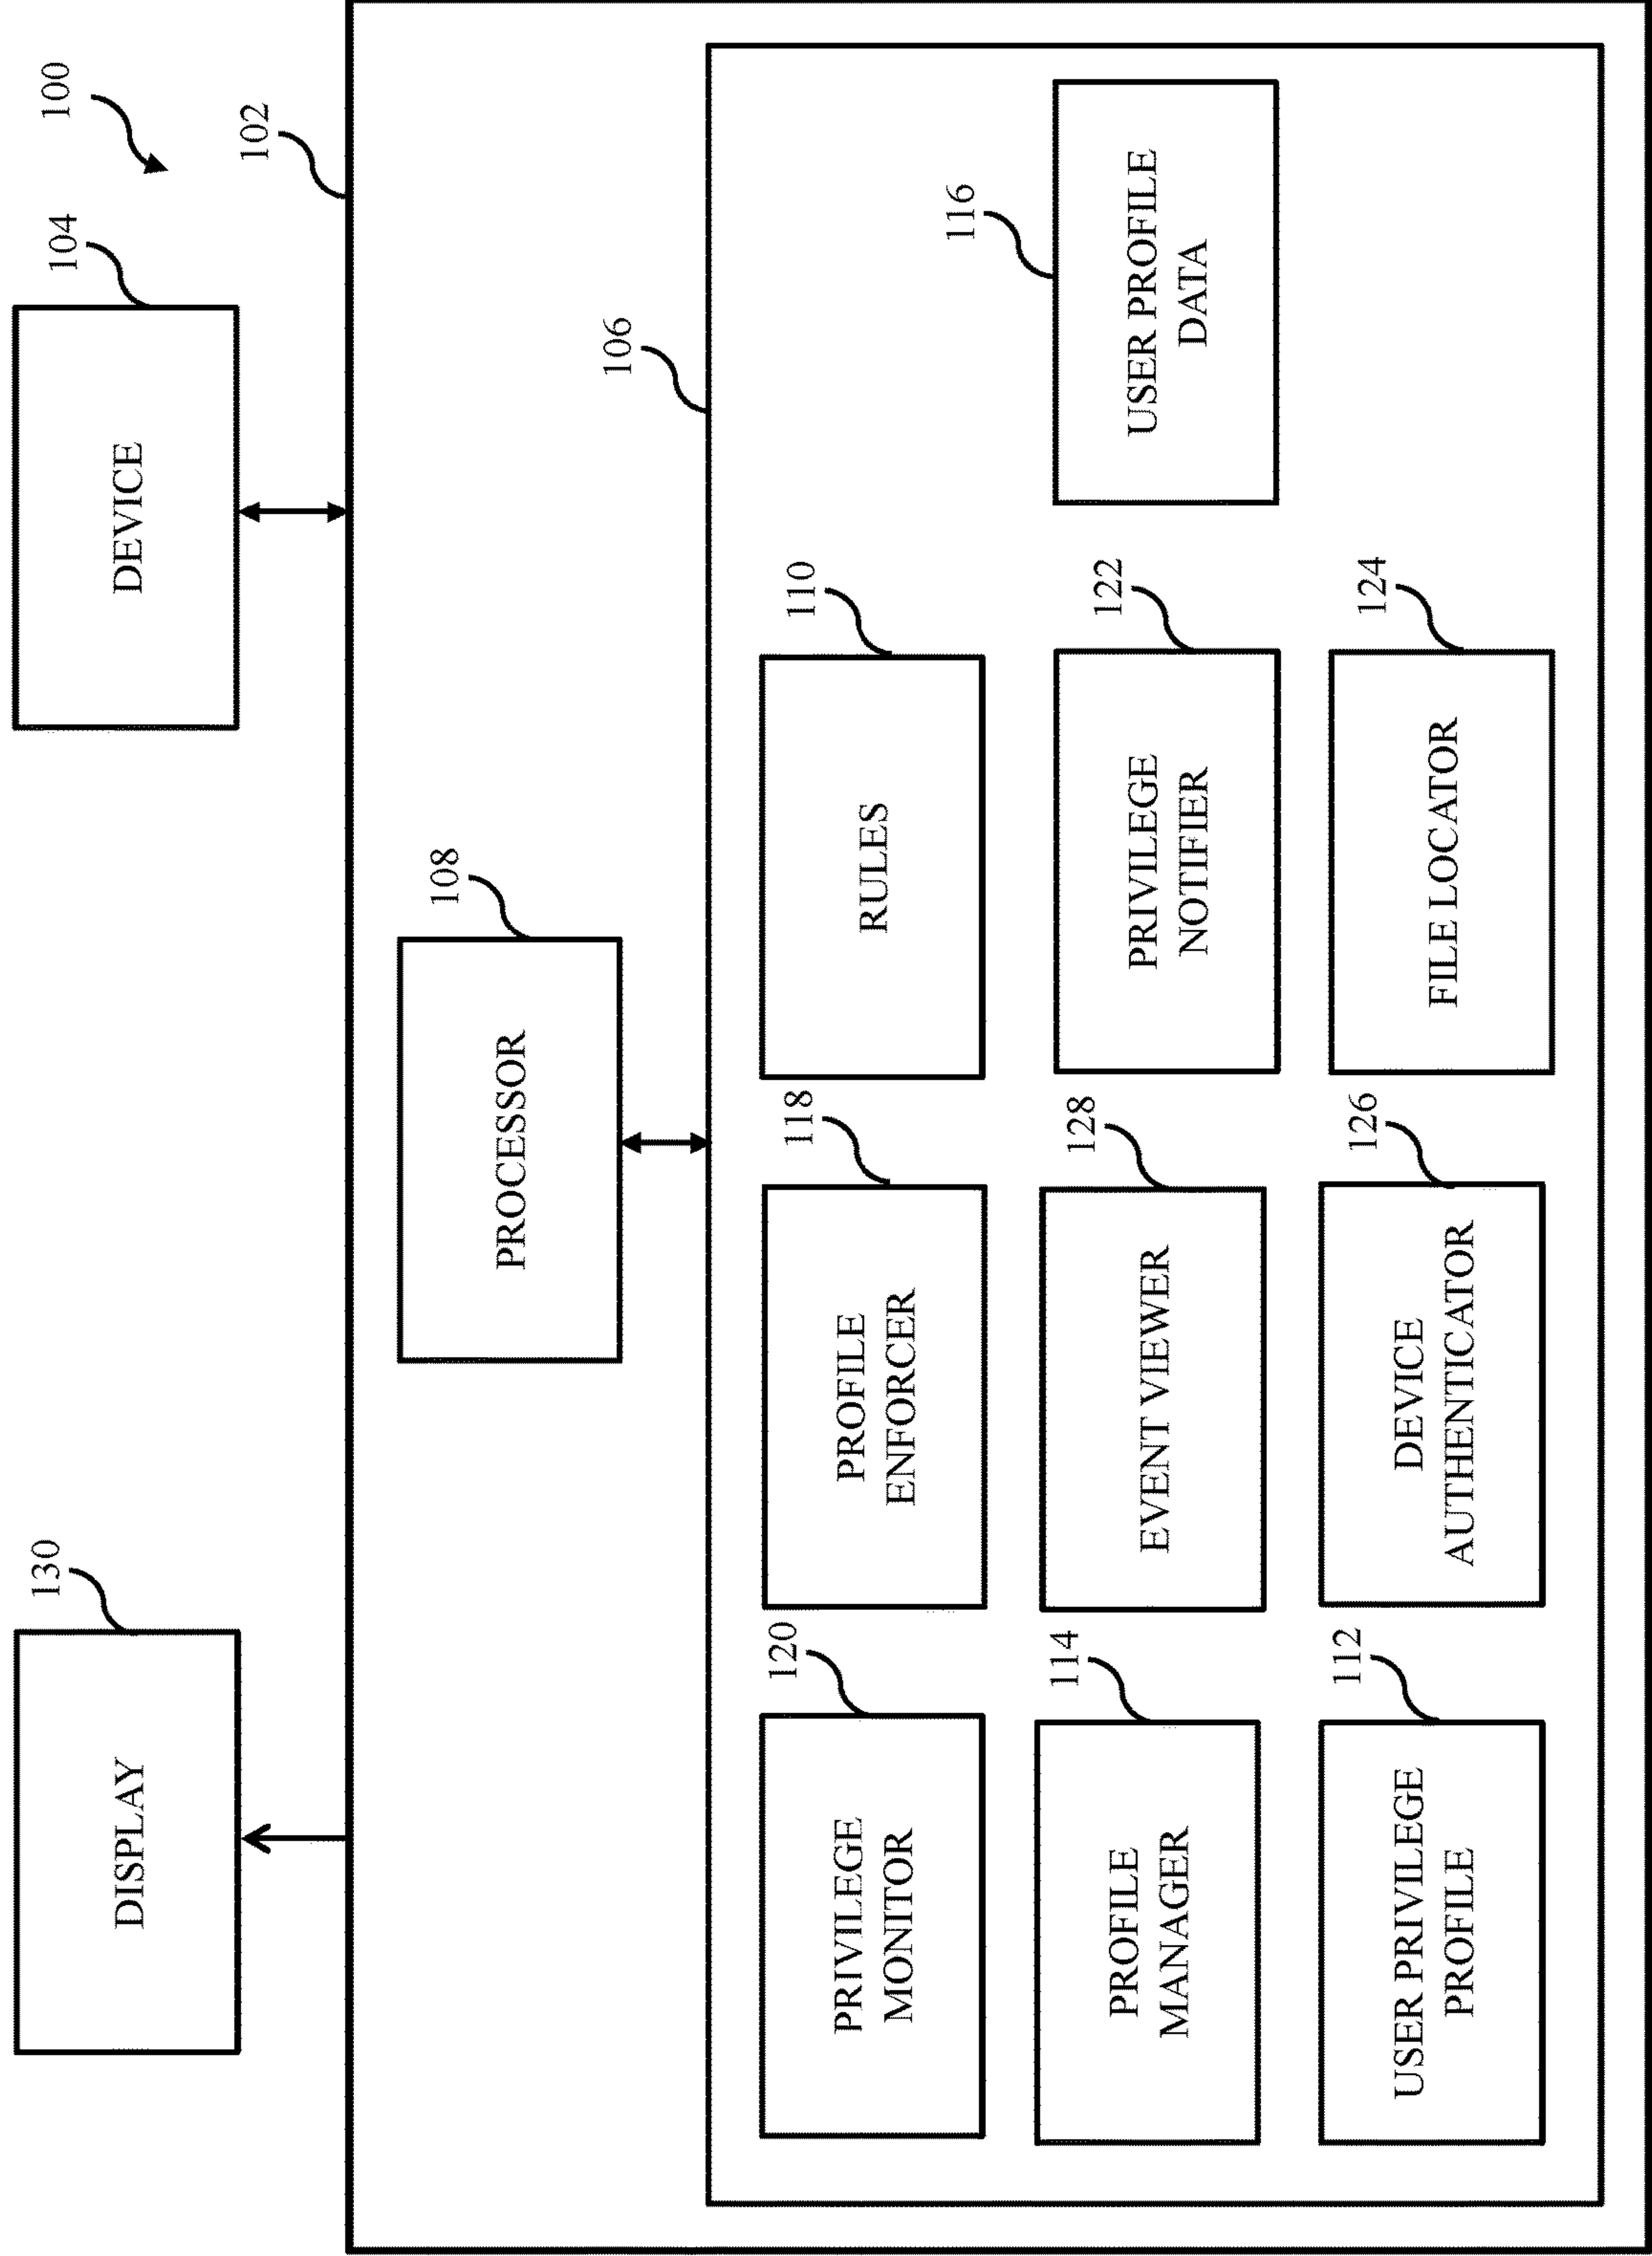 100
130
DISPLAY
104
DEVICE
102
108
PROCESSOR
106
120
PRIVILEGE
MONITOR
118
PROFILE
ENFORCER
110
RULES
114
PROFILE
MANAGER
128
EVENT VIEWER
122
PRIVILEGE
NOTIFIER
116
USER PROFILE
DATA
112
USER PRIVILEGE
PROFILE
126
DEVICE
AUTHENTICATOR
124
FILE LOCATOR